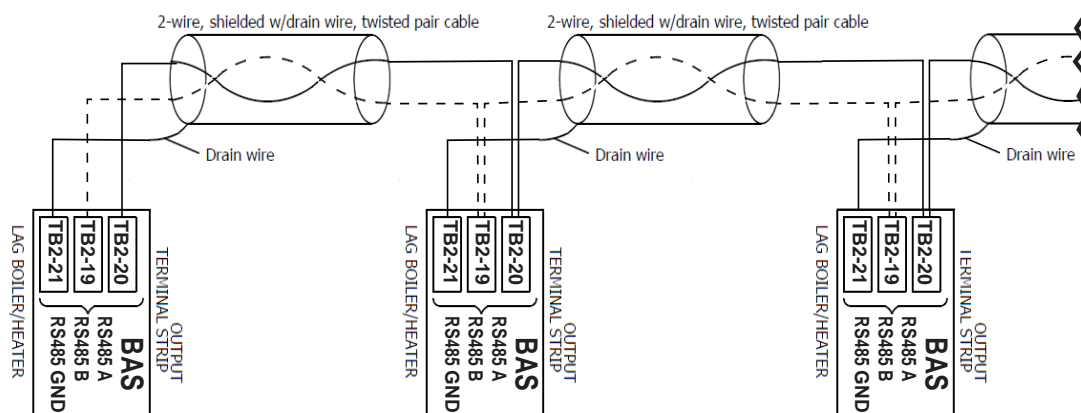 2-wire, shielded w/drain wire, twisted pair cable
2-wire, shielded w/drain wire, twisted pair cable
Drain wire
Drain wire
Drain wire
LAG BOILER/HEATER
TB2-21
TB2-19
TB2-20
RS485 GND
RS485 B
RS485 A
BAS
OUTPUT
TERMINAL STRIP
LAG BOILER/HEATER
TB2-21
TB2-19
TB2-20
RS485 GND
RS485 B
RS485 A
BAS
OUTPUT
TERMINAL STRIP
LAG BOILER/HEATER
TB2-21
TB2-19
TB2-20
RS485 GND
RS485 B
RS485 A
BAS
OUTPUT
TERMINAL STRIP